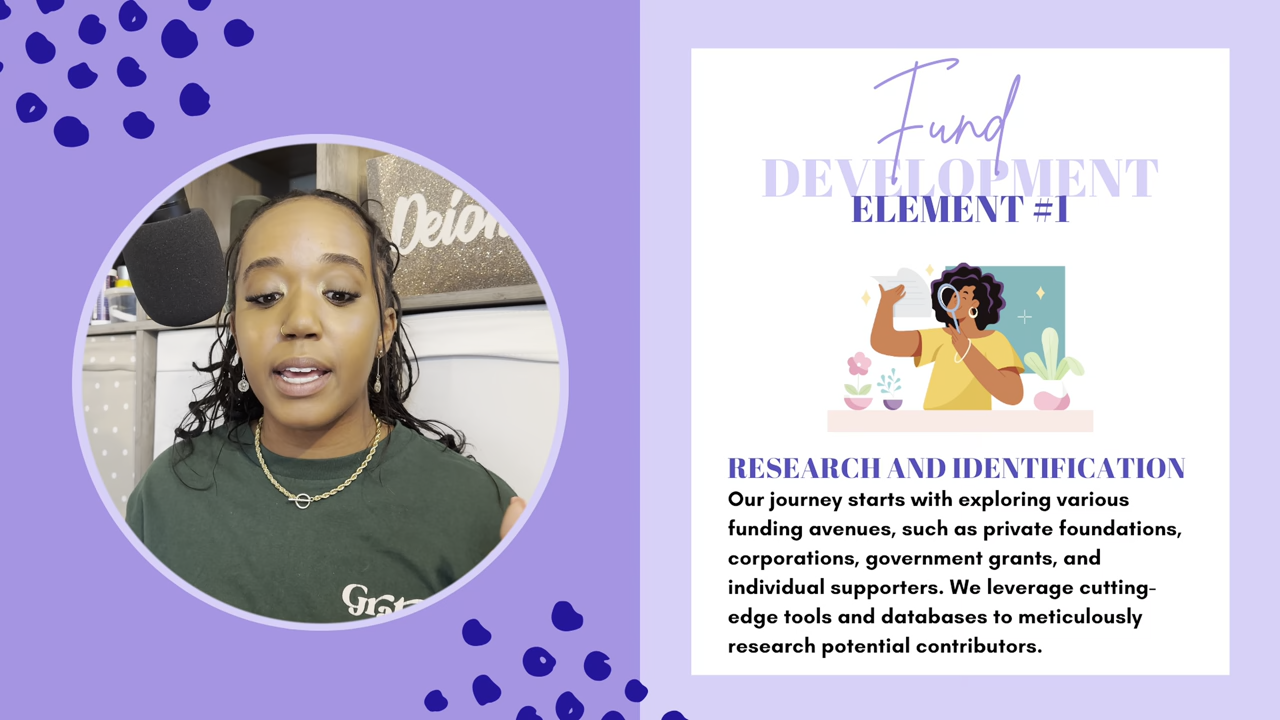 Deion
Fund
DEVELOPMENT
ELEMENT #1
RESEARCH AND IDENTIFICATION
Our journey starts with exploring various
funding avenues, such as private foundations,
corporations, government grants, and
individual supporters. We leverage cutting-
edge tools and databases to meticulously
research potential contributors.